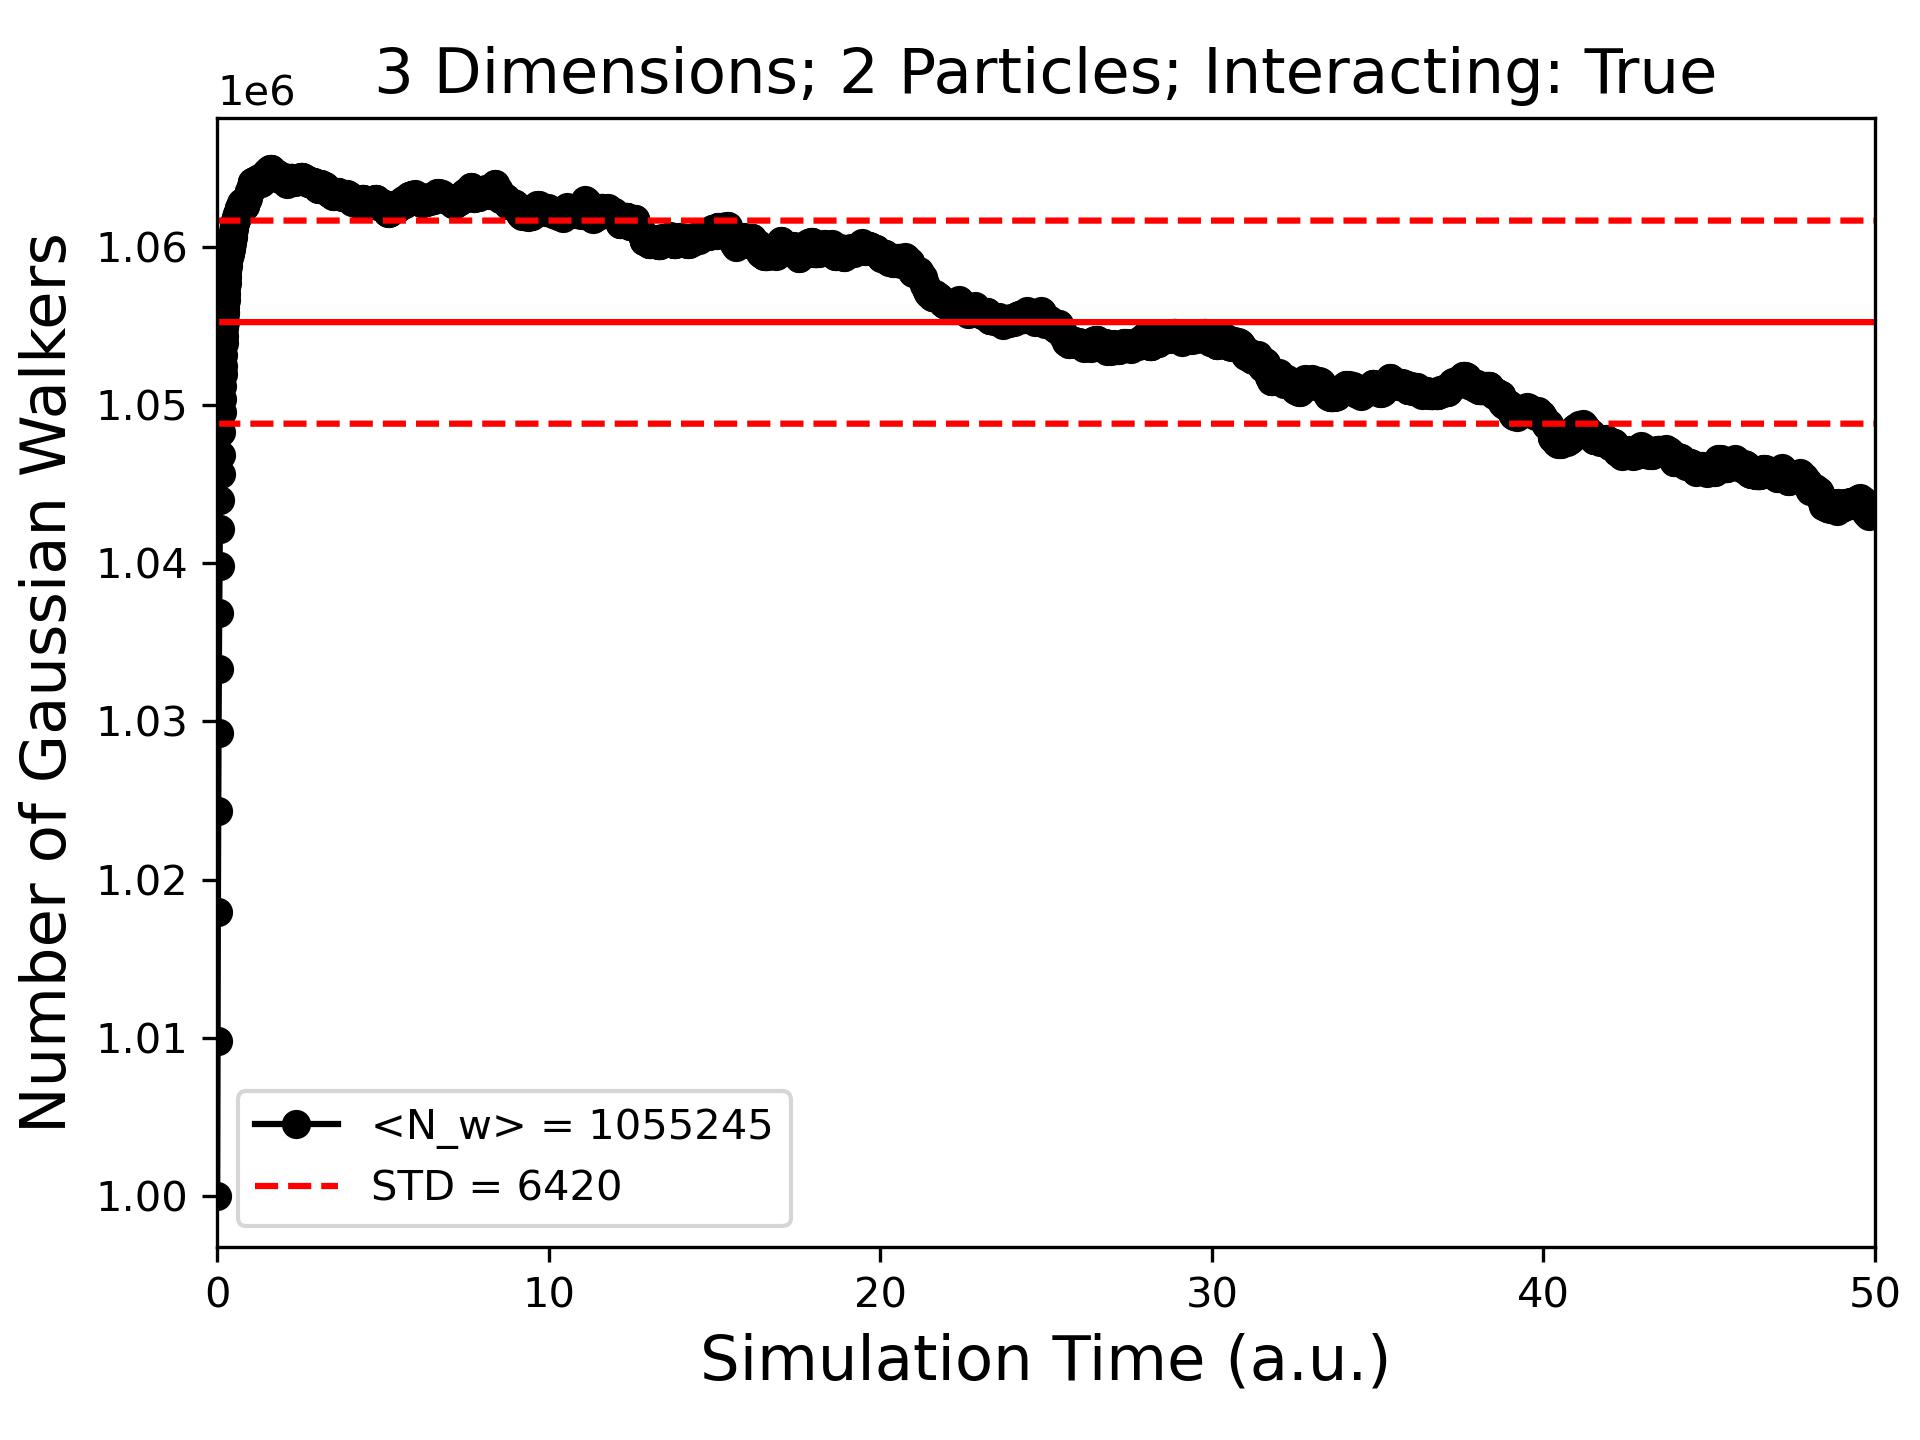 3 Dimensions; 2 Particles; Interacting: True
1e6
Number of Gaussian Walkers
1.06
1.05
1.04
1.03
1.02
1.01
1.00
<N_w> = 1055245
STD = 6420
0 10 20 30 40 50
Simulation Time (a.u.)